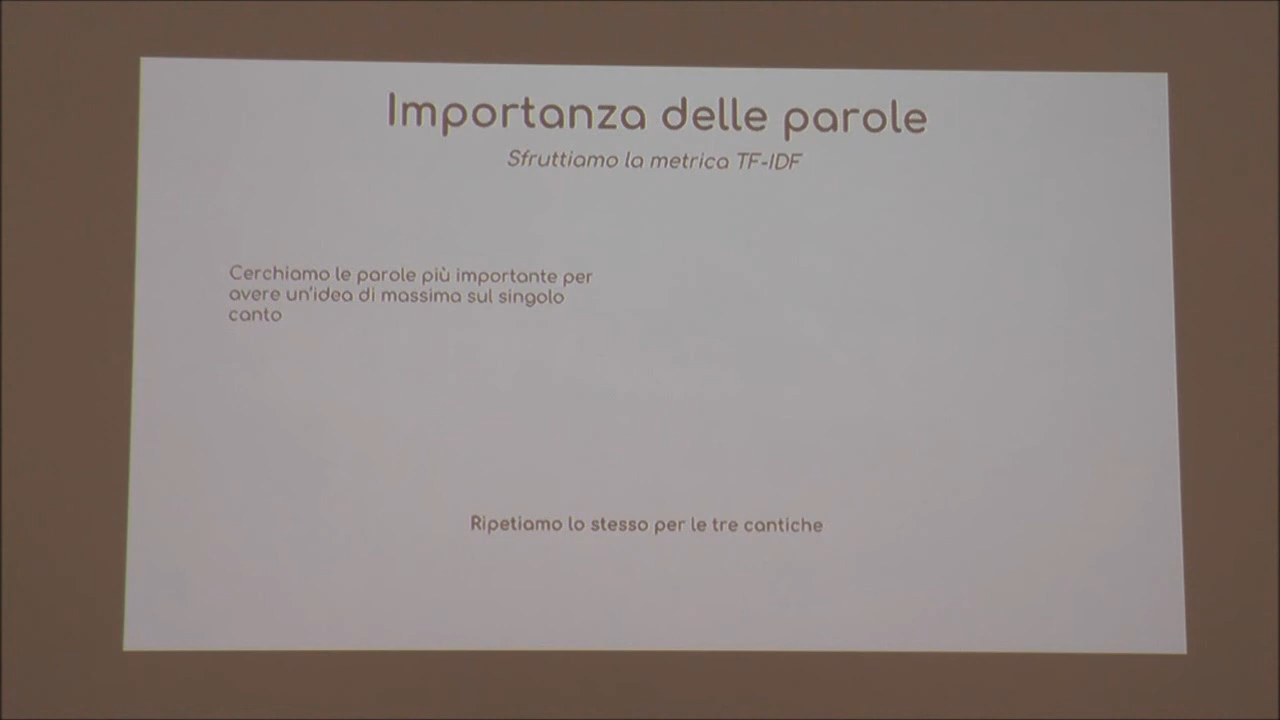 Importanza delle parole
Sfruttiamo la metrica TF-IDF
Cerchiamo le parole più importante per
avere un'idea di massima sul singolo
canto
Ripetiamo lo stesso per le tre cantiche